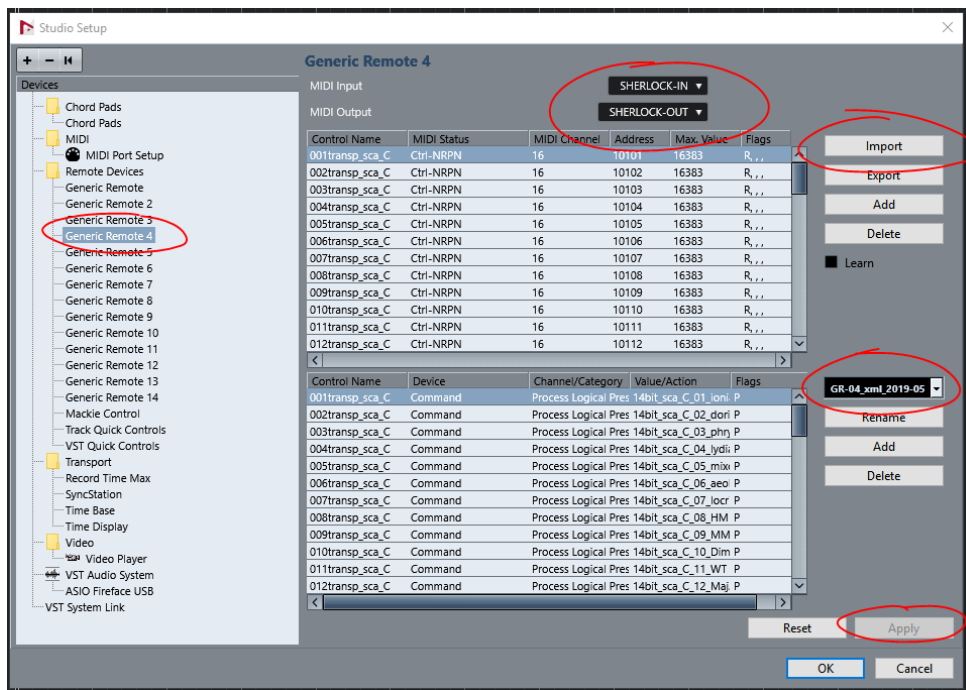 Studio Setup
Devices
Chord Pads
Chord Pads
MIDI
MIDI Port Setup
Remote Devices
Generic Remote
Generic Remote 2
Generic Remote 3
Generic Remote 4
Generic Remote 5
Generic Remote 6
Generic Remote 7
Generic Remote 8
Generic Remote 9
Generic Remote 10
Generic Remote 11
Generic Remote 12
Generic Remote 13
Generic Remote 14
Mackie Control
Track Quick Controls
VST Quick Controls
Transport
Record Time Max
SyncStation
Time Base
Time Display
Video
Video Player
VST Audio System
ASIO Fireface USB
VST System Link
Generic Remote 4
MIDI Input SHERLOCK-IN
MIDI Output SHERLOCK-OUT
Control Name MIDI Status MIDI Channel Address Max. Value Flags
001transp_sca_C Ctrl-NRPN 16 10101 16383 R, , ,
002transp_sca_C Ctrl-NRPN 16 10102 16383 R, , ,
003transp_sca_C Ctrl-NRPN 16 10103 16383 R, , ,
004transp_sca_C Ctrl-NRPN 16 10104 16383 R, , ,
005transp_sca_C Ctrl-NRPN 16 10105 16383 R, , ,
006transp_sca_C Ctrl-NRPN 16 10106 16383 R, , ,
007transp_sca_C Ctrl-NRPN 16 10107 16383 R, , ,
008transp_sca_C Ctrl-NRPN 16 10108 16383 R, , ,
009transp_sca_C Ctrl-NRPN 16 10109 16383 R, , ,
010transp_sca_C Ctrl-NRPN 16 10110 16383 R, , ,
011transp_sca_C Ctrl-NRPN 16 10111 16383 R, , ,
012transp_sca_C Ctrl-NRPN 16 10112 16383 R, , ,
Import
Export
Add
Delete
Learn
Control Name Device Channel/Category Value/Action Flags
001transp_sca_C Command Process Logical Pres 14bit_sca_C_01_ioni P
002transp_sca_C Command Process Logical Pres 14bit_sca_C_02_dori P
003transp_sca_C Command Process Logical Pres 14bit_sca_C_03_phry P
004transp_sca_C Command Process Logical Pres 14bit_sca_C_04_lydi P
005transp_sca_C Command Process Logical Pres 14bit_sca_C_05_mixo P
006transp_sca_C Command Process Logical Pres 14bit_sca_C_06_aeol P
007transp_sca_C Command Process Logical Pres 14bit_sca_C_07_locr P
008transp_sca_C Command Process Logical Pres 14bit_sca_C_08_HM P
009transp_sca_C Command Process Logical Pres 14bit_sca_C_09_MM P
010transp_sca_C Command Process Logical Pres 14bit_sca_C_10_Dim P
011transp_sca_C Command Process Logical Pres 14bit_sca_C_11_WT P
012transp_sca_C Command Process Logical Pres 14bit_sca_C_12_Maj. P
GR-04_xml_2019-05
Rename
Add
Delete
Reset
Apply
OK
Cancel